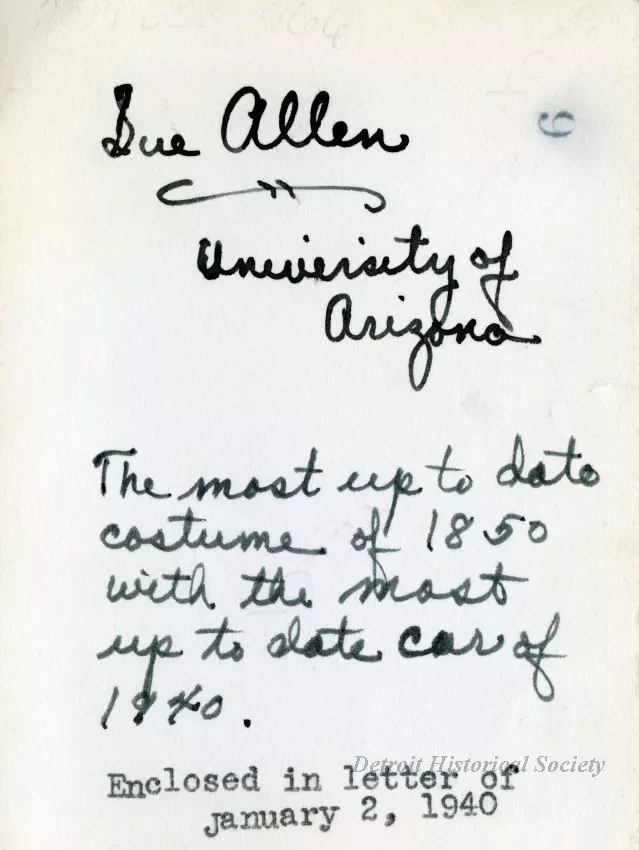 Sue Allen
6
University of
Arizona
The most up to date
costume of 1850
with the most
up to date car of
1940.
Enclosed in letter of
january 2, 1940
Detroit Historical Society